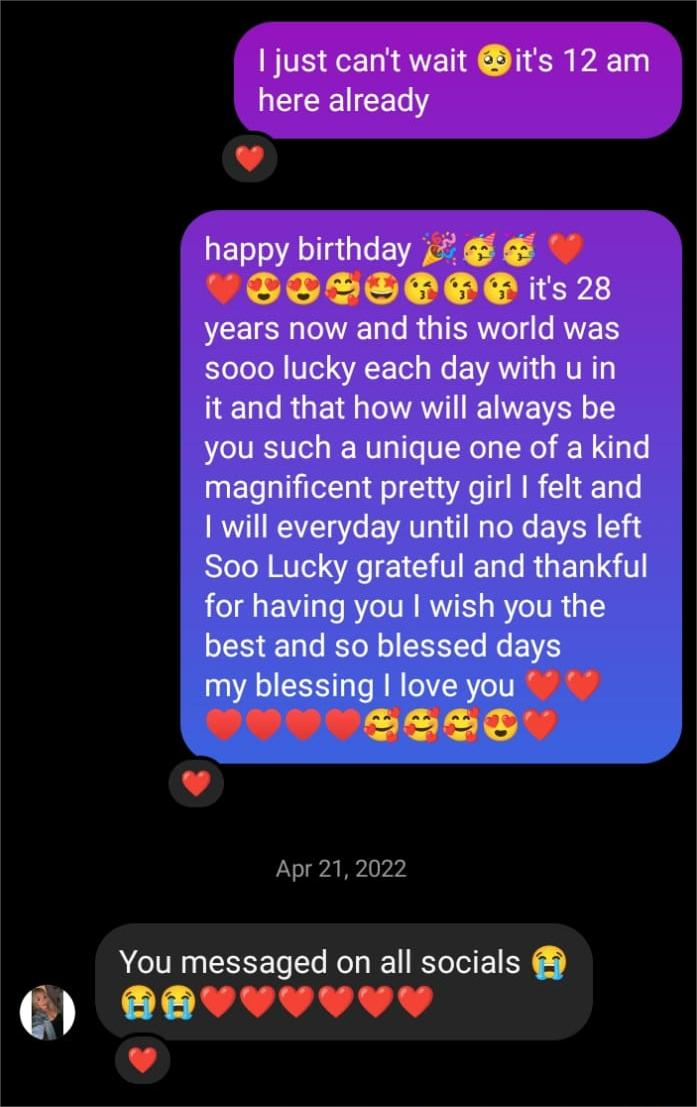 I just can't wait 🥺it's 12 am
here already
❤️
happy birthday 🎉🥳🥳 ❤️
❤️😍😍🥰🤩😘😘😘 it's 28
years now and this world was
sooo lucky each day with u in
it and that how will always be
you such a unique one of a kind
magnificent pretty girl I felt and
I will everyday until no days left
Soo Lucky grateful and thankful
for having you I wish you the
best and so blessed days
my blessing I love you ❤️❤️
❤️❤️❤️❤️🥰🥰🥰😍❤️
❤️
Apr 21, 2022
You messaged on all socials 😭
😭😭❤️❤️❤️❤️❤️❤️
❤️